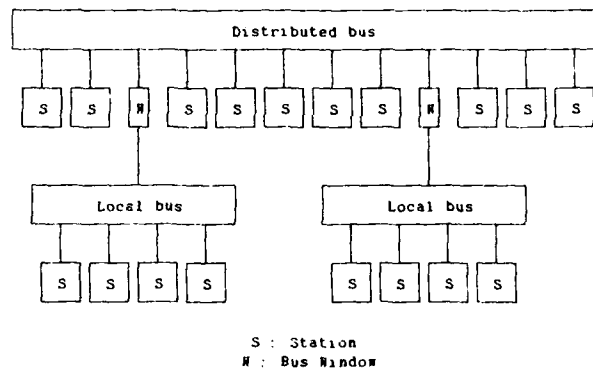 Distributed bus
S S W S S S S S W S S S
Local bus Local bus
S S S S S S S S
S : Station
W : Bus Window